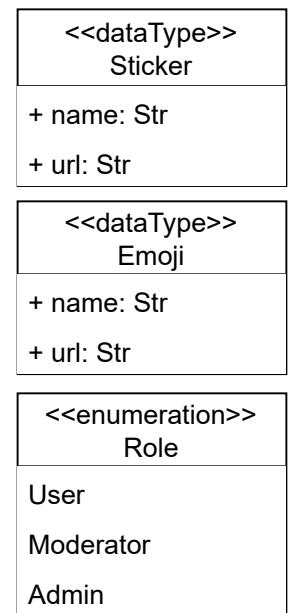 <<dataType>>
Sticker
+ name: Str
+ url: Str
<<dataType>>
Emoji
+ name: Str
+ url: Str
<<enumeration>>
Role
User
Moderator
Admin